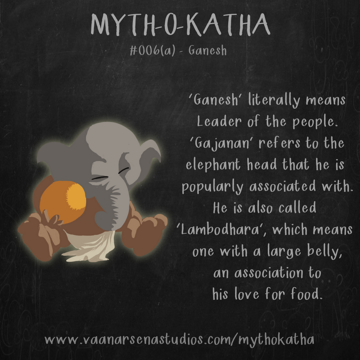 MYTH-O-KATHA
#006(a) - Ganesh
'Ganesh' literally means
Leader of the people.
'Gajanan' refers to the
elephant head that he is
popularly associated with.
He is also called
'Lambodhara', which means
one with a large belly,
an association to
his love for food.
www.vaanarsenastudios.com/mythokatha